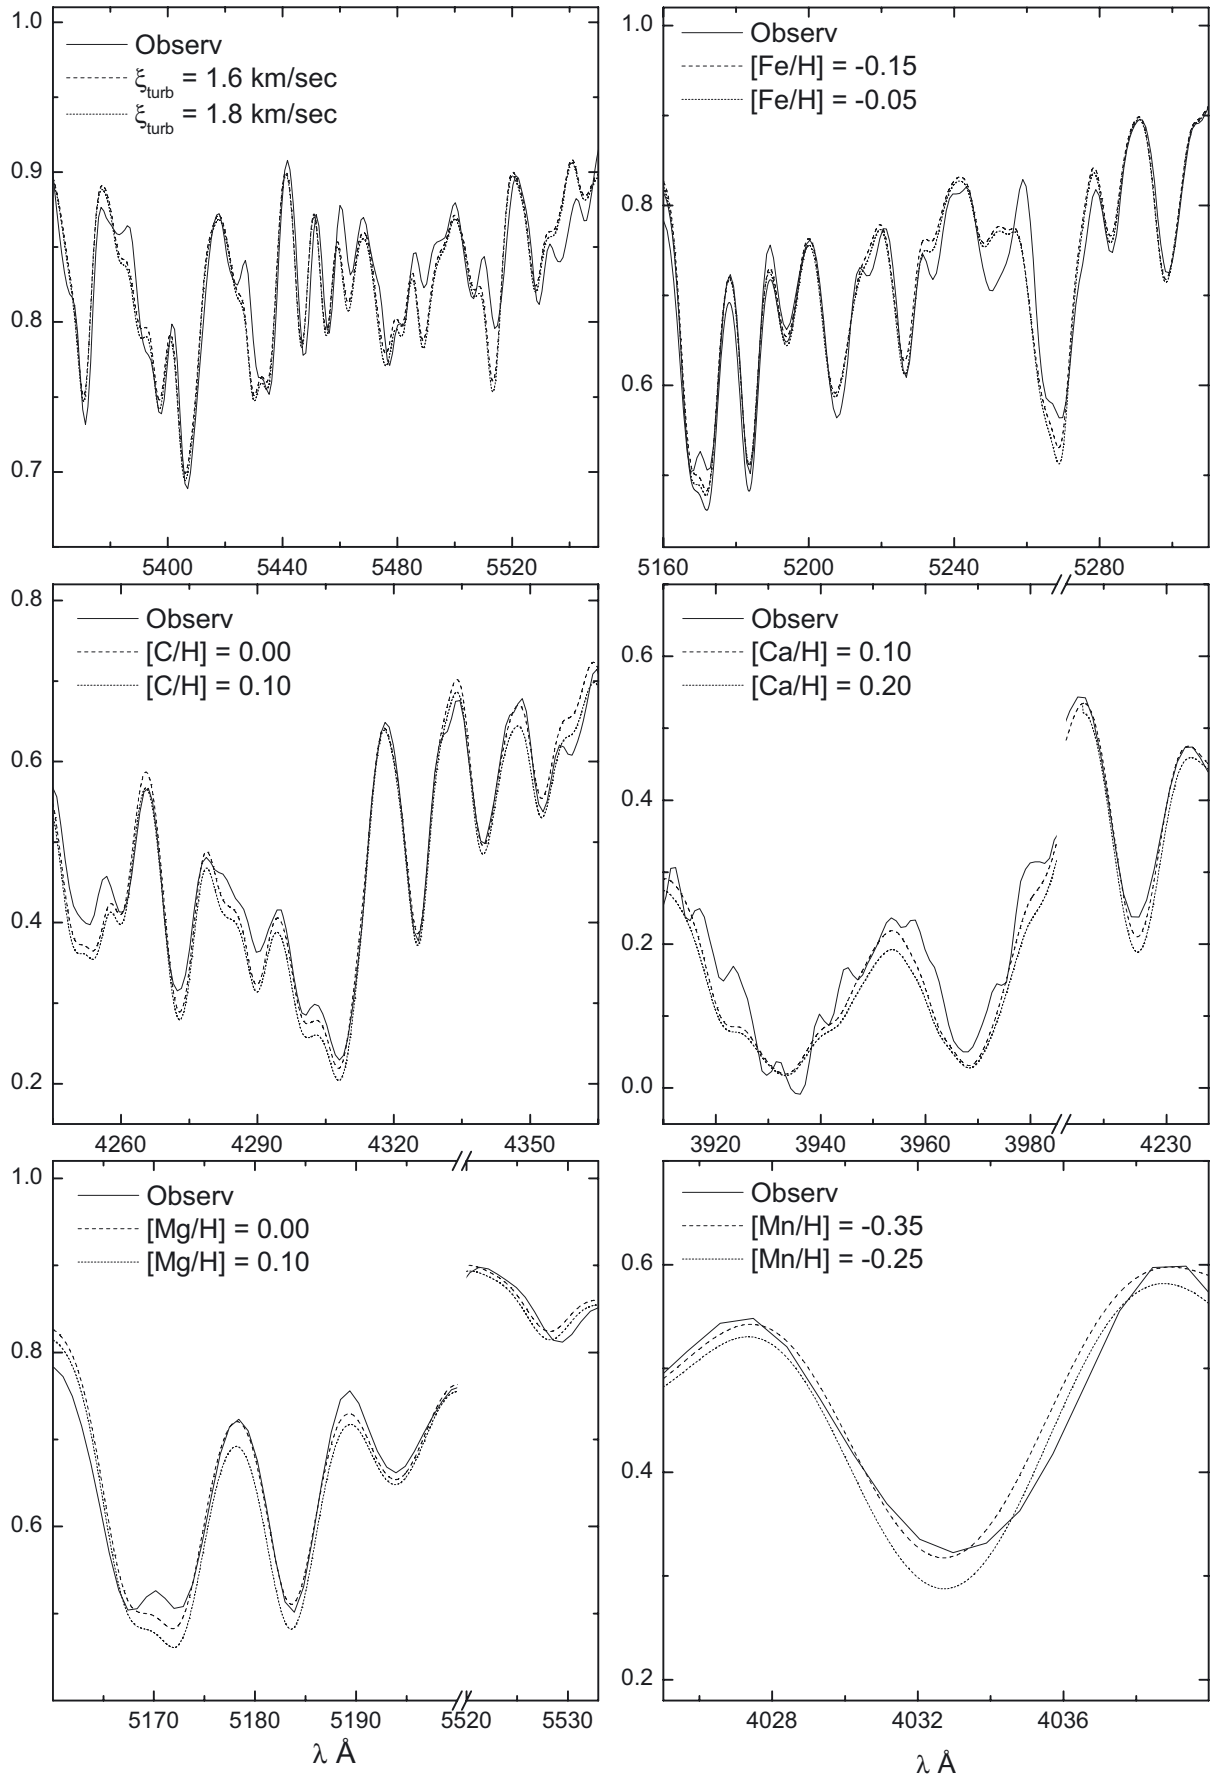 1.0
0.9
0.8
0.7
Observ
ξturb = 1.6 km/sec
ξturb = 1.8 km/sec
5400 5440 5480 5520
1.0
0.8
0.6
Observ
[Fe/H] = -0.15
[Fe/H] = -0.05
5160 5200 5240 5280
0.8
0.6
0.4
0.2
Observ
[C/H] = 0.00
[C/H] = 0.10
4260 4290 4320 4350
0.6
0.4
0.2
0.0
Observ
[Ca/H] = 0.10
[Ca/H] = 0.20
3920 3940 3960 3980 4230
1.0
0.8
0.6
Observ
[Mg/H] = 0.00
[Mg/H] = 0.10
5170 5180 5190 5520 5530
λ Å
0.6
0.4
0.2
Observ
[Mn/H] = -0.35
[Mn/H] = -0.25
4028 4032 4036
λ Å